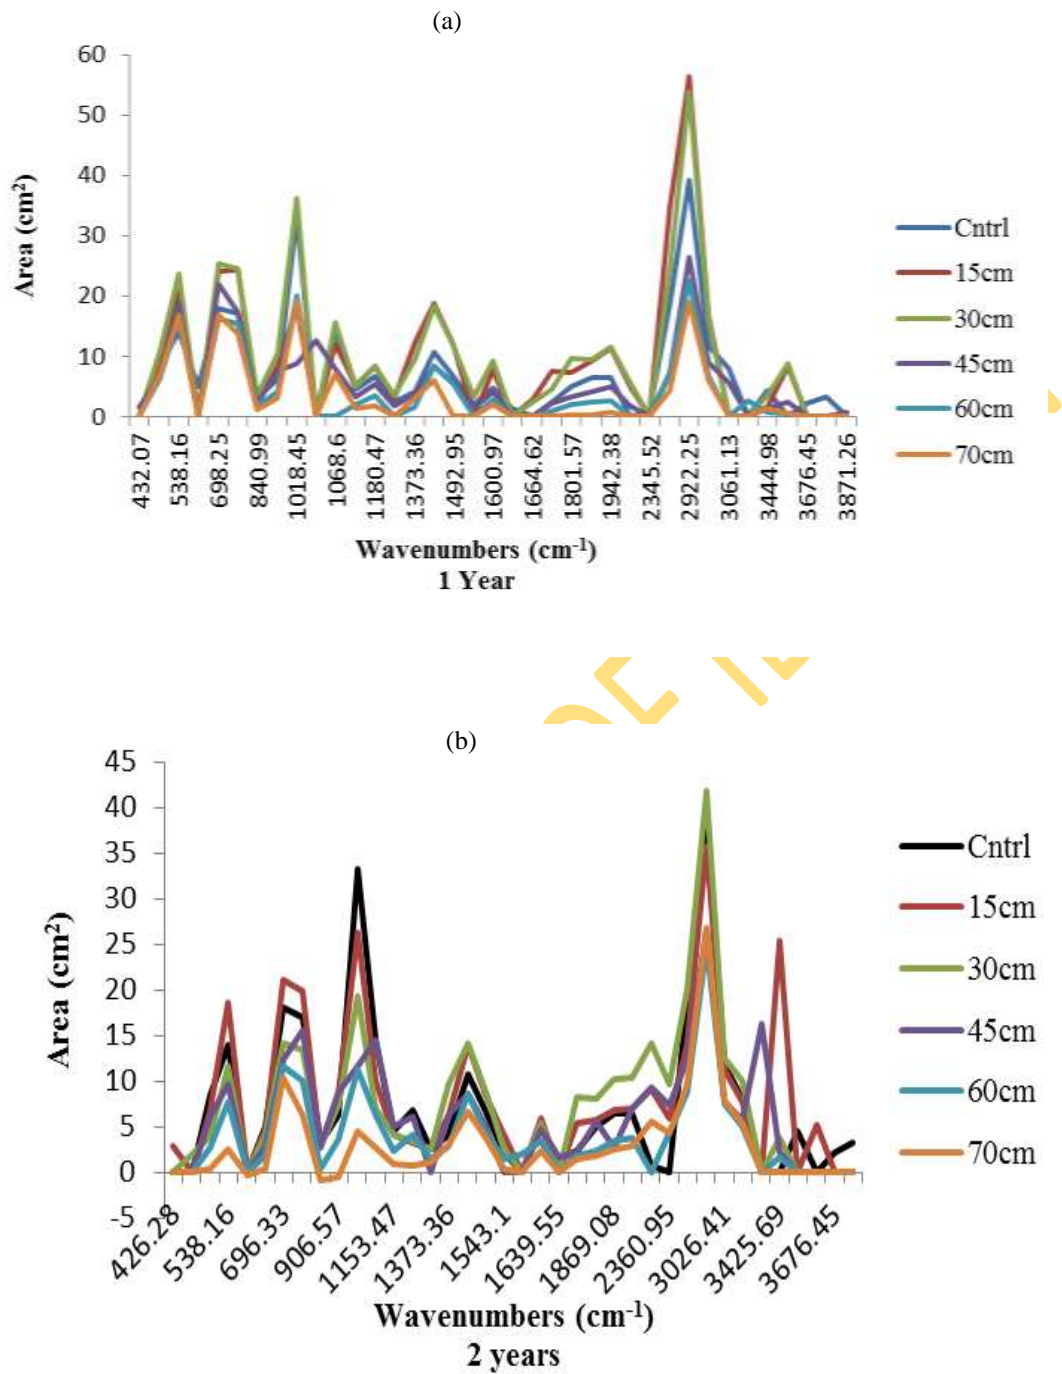 (a)
60
50
40
30
20
10
0
Area (cm²)
432.07
538.16
698.25
840.99
1018.45
1068.6
1180.47
1373.36
1492.95
1600.97
1664.62
1801.57
1942.38
2345.52
2922.25
3061.13
3444.98
3676.45
3871.26
Wavenumbers (cm⁻¹)
1 Year
Cntrl
15cm
30cm
45cm
60cm
70cm
(b)
45
40
35
30
25
20
15
10
5
0
-5
Area (cm²)
426.28
538.16
696.33
906.57
1153.47
1373.36
1543.1
1639.55
1869.08
2360.95
3026.41
3425.69
3676.45
Wavenumbers (cm⁻¹)
2 years
Cntrl
15cm
30cm
45cm
60cm
70cm